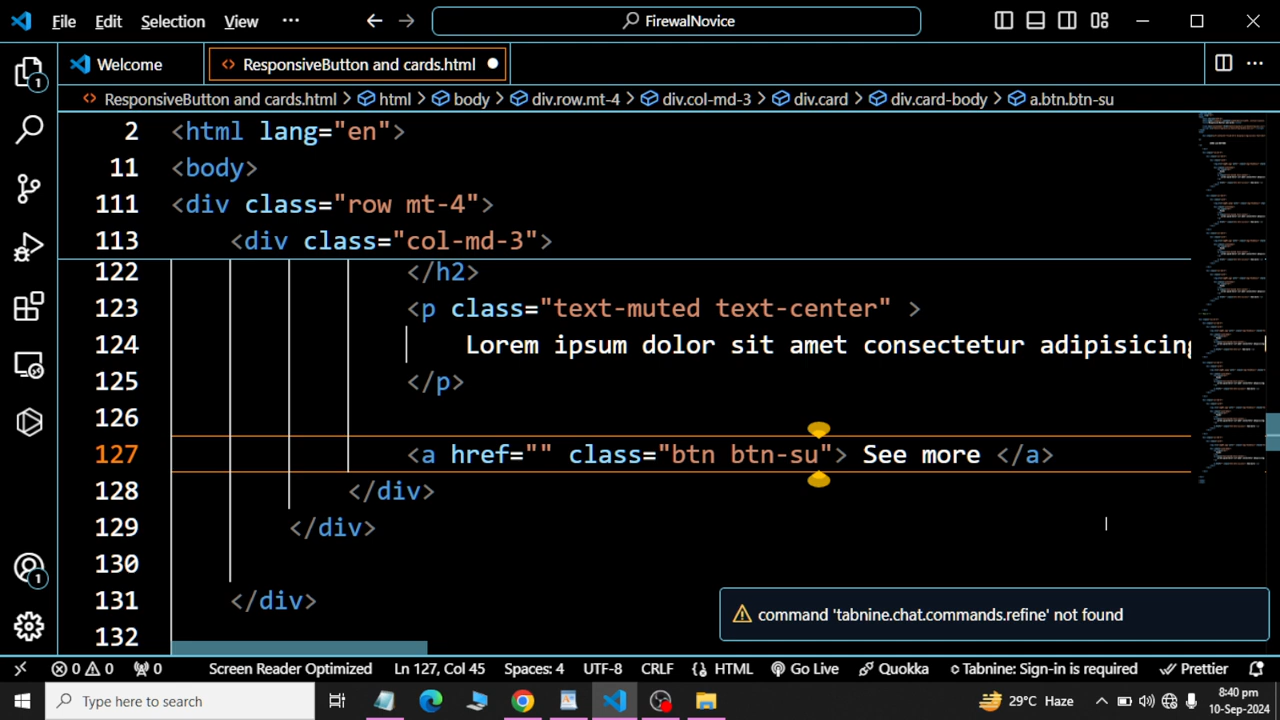 File Edit Selection View ··· FirewalNovice
Welcome ResponsiveButton and cards.html
ResponsiveButton and cards.html > html > body > div.row.mt-4 > div.col-md-3 > div.card > div.card-body > a.btn.btn-su
2 <html lang="en">
11 <body>
111 <div class="row mt-4">
113 <div class="col-md-3">
122 </h2>
123 <p class="text-muted text-center" >
124 Lorem ipsum dolor sit amet consectetur adipisicing
125 </p>
126
127 <a href="" class="btn btn-su"> See more </a>
128 </div>
129 </div>
130
131 </div>
132
command 'tabnine.chat.commands.refine' not found
0 0 0 Screen Reader Optimized Ln 127, Col 45 Spaces: 4 UTF-8 CRLF HTML Go Live Quokka Tabnine: Sign-in is required Prettier
Type here to search 29°C Haze 8:40 pm
10-Sep-2024